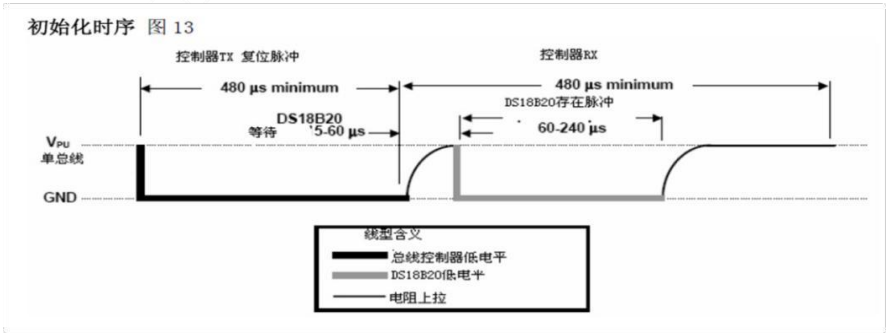 初始化时序 图 13
控制器TX 复位脉冲
控制器RX
480 µs minimum
480 µs minimum
DS18B20存在脉冲
DS18B20
等待 5-60 µs
60-240 µs
VPU
单总线
GND
线型含义
总线控制器低电平
DS18B20低电平
电阻上拉